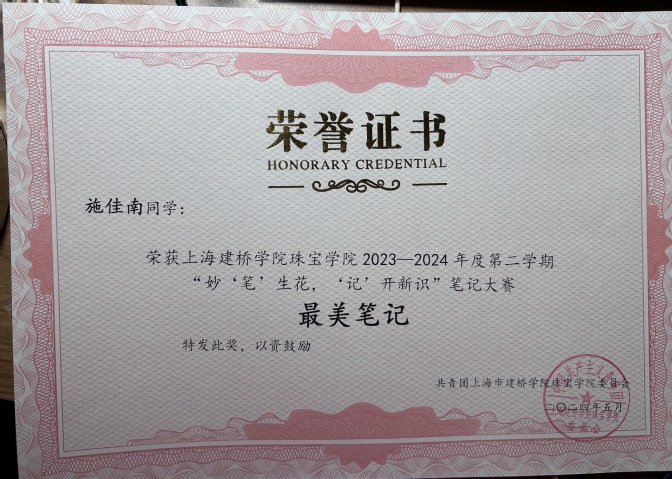 荣誉证书
HONORARY CREDENTIAL
施佳南同学:
荣获上海建桥学院珠宝学院 2023—2024 年度第二学期
“妙‘笔’生花，‘记’开新识”笔记大赛
最美笔记
特发此奖，以资鼓励
共青团上海市建桥学院珠宝学院委员会
二〇二四年五月
委员会